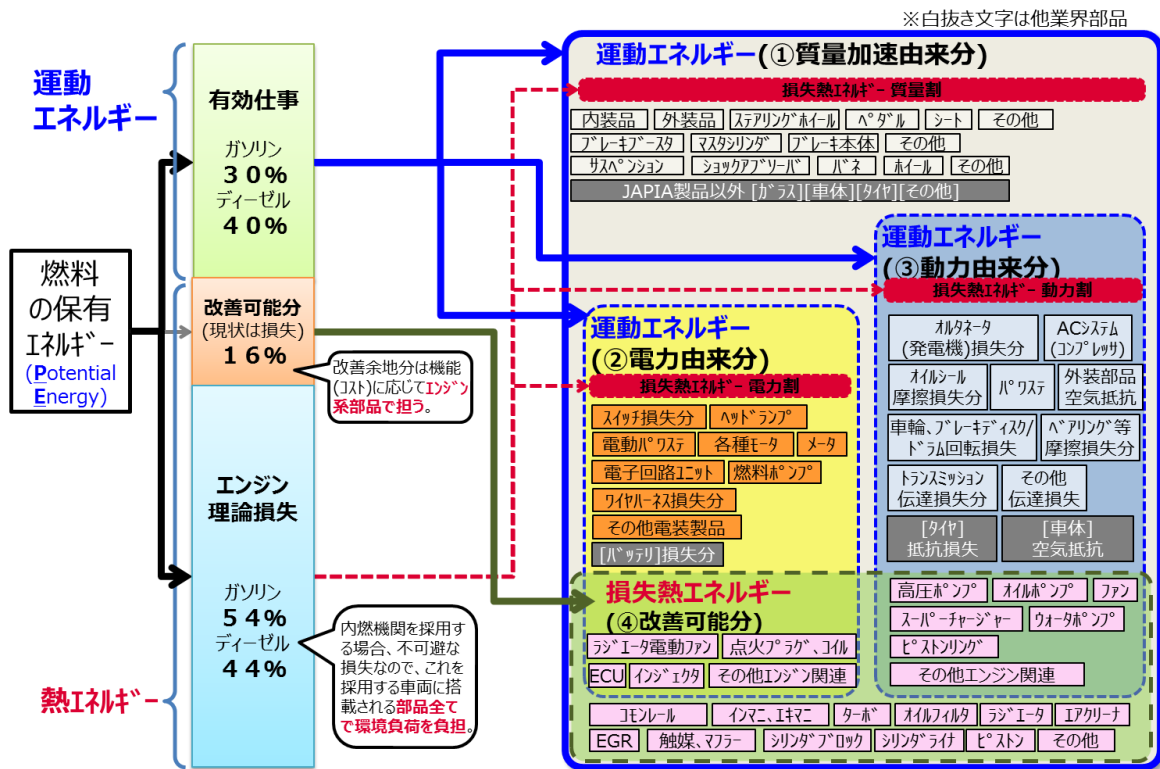 ※白抜き文字は他業界部品
運動
エネルギー
有効仕事
ガソリン
30%
ディーゼル
40%
燃料
の保有
エネルギー
(Potential
Energy)
改善可能分
(現状は損失)
16%
改善余地分は機能
(コスト)に応じてエンジン
系部品で担う。
エンジン
理論損失
ガソリン
54%
ディーゼル
44%
内燃機関を採用す
る場合、不可避な
損失なので、これを
採用する車両に搭
載される部品全て
で環境負荷を負担。
熱エネルギー
運動エネルギー(①質量加速由来分)
損失熱エネルギー質量割
内装品 外装品 ステアリングホイール ペダル シート その他
ブレーキブースタ マスタシリンダ ブレーキ本体 その他
サスペンション ショックアブソーバ バネ ホイール その他
JAPIA製品以外 [ガラス][車体][タイヤ][その他]
運動エネルギー
(②電力由来分)
損失熱エネルギー電力割
スイッチ損失分 ヘッドランプ
電動パワステ 各種モータ メータ
電子回路ユニット 燃料ポンプ
ワイヤハーネス損失分
その他電装製品
[バッテリ]損失分
運動エネルギー
(③動力由来分)
損失熱エネルギー動力割
オルタネータ
(発電機)損失分
ACシステム
(コンプレッサ)
オイルシール
摩擦損失分
パワステ
外装部品
空気抵抗
車輪、ブレーキディスク/
ドラム回転損失
ベアリング等
摩擦損失分
トランスミッション
伝達損失分
その他
伝達損失
[タイヤ]
抵抗損失
[車体]
空気抵抗
損失熱エネルギー
(④改善可能分)
ラジエータ電動ファン 点火プラグ、コイル
ECU インジェクタ その他エンジン関連
高圧ポンプ オイルポンプ ファン
スーパーチャージャー ウォータポンプ
ピストンリング
その他エンジン関連
コモンレール インマニ、エキマニ ターボ オイルフィルタ ラジエータ エアクリーナ
EGR 触媒、マフラー シリンダブロック シリンダライナ ピストン その他